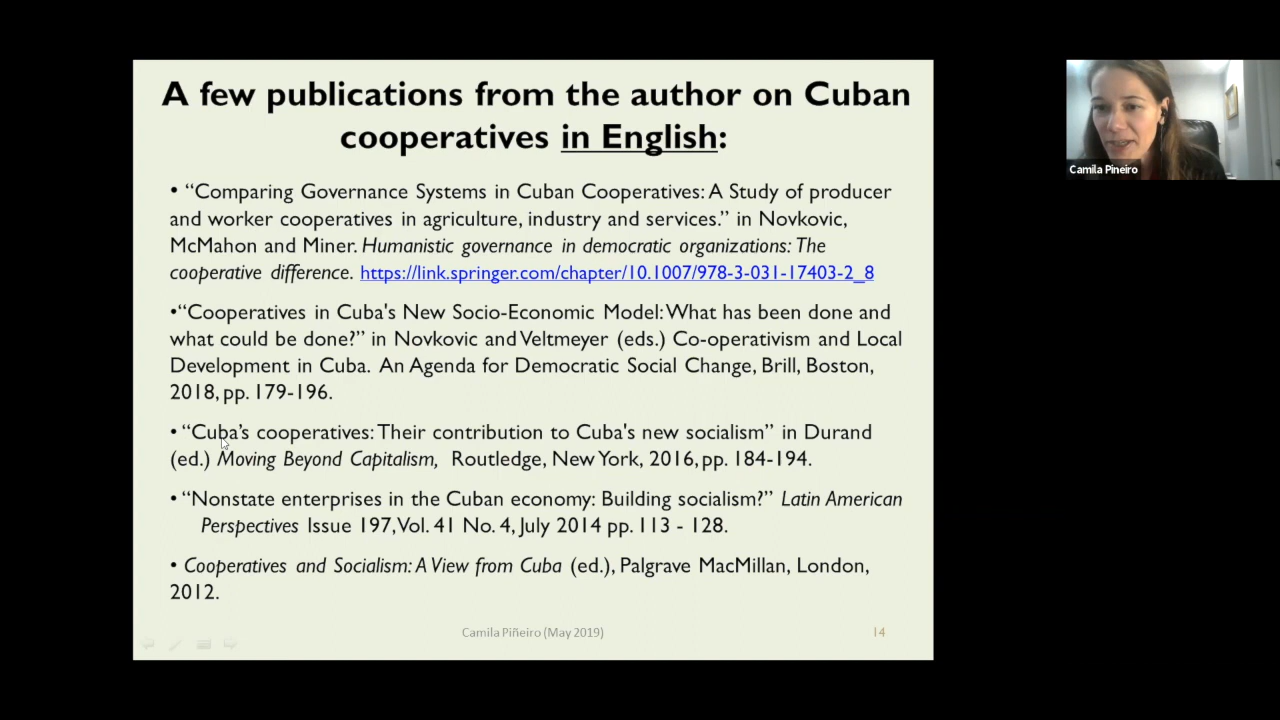 A few publications from the author on Cuban
cooperatives in English:
• “Comparing Governance Systems in Cuban Cooperatives: A Study of producer
and worker cooperatives in agriculture, industry and services.” in Novkovic,
McMahon and Miner. Humanistic governance in democratic organizations: The
cooperative difference. https://link.springer.com/chapter/10.1007/978-3-031-17403-2_8
•“Cooperatives in Cuba's New Socio-Economic Model: What has been done and
what could be done?” in Novkovic and Veltmeyer (eds.) Co-operativism and Local
Development in Cuba. An Agenda for Democratic Social Change, Brill, Boston,
2018, pp. 179-196.
• “Cuba’s cooperatives: Their contribution to Cuba's new socialism” in Durand
(ed.) Moving Beyond Capitalism, Routledge, New York, 2016, pp. 184-194.
• “Nonstate enterprises in the Cuban economy: Building socialism?” Latin American
Perspectives Issue 197, Vol. 41 No. 4, July 2014 pp. 113 - 128.
• Cooperatives and Socialism: A View from Cuba (ed.), Palgrave MacMillan, London,
2012.
Camila Piñeiro (May 2019)
14
Camila Pineiro